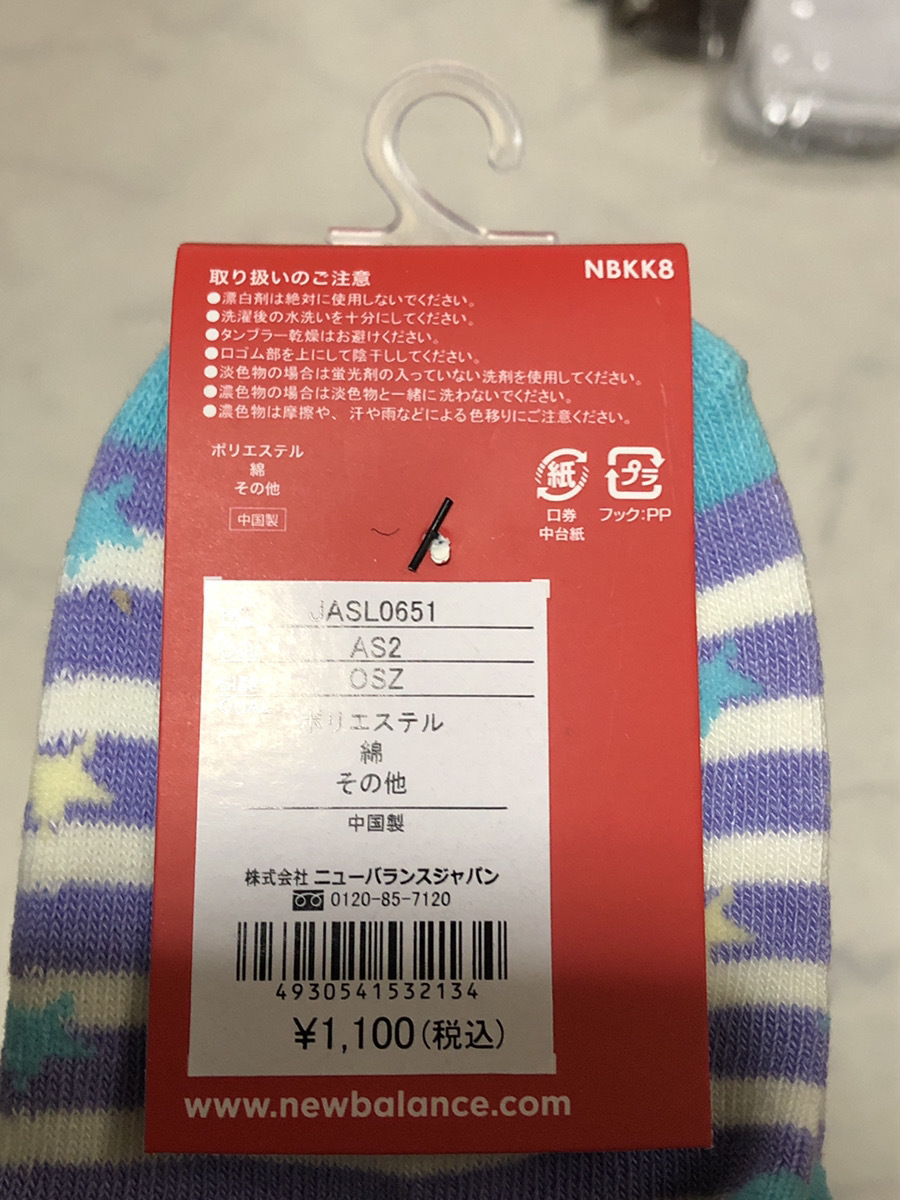 NBKK8
取り扱いのご注意
●漂白剤は絶対に使用しないでください。
●洗濯後の水洗いを十分にしてください。
●タンブラー乾燥はお避けください。
●口ゴム部を上にして陰干ししてください。
●淡色物の場合は蛍光剤の入っていない洗剤を使用してください。
●濃色物の場合は淡色物と一緒に洗わないでください。
●濃色物は摩擦や、汗や雨などによる色移りにご注意ください。
ポリエステル
綿
その他
中国製
紙
口券
中台紙
プラ
フック:PP
JASL0651
AS2
OSZ
ポリエステル
綿
その他
中国製
株式会社 ニューバランスジャパン
0120-85-7120
4930541532134
¥1,100(税込)
www.newbalance.com